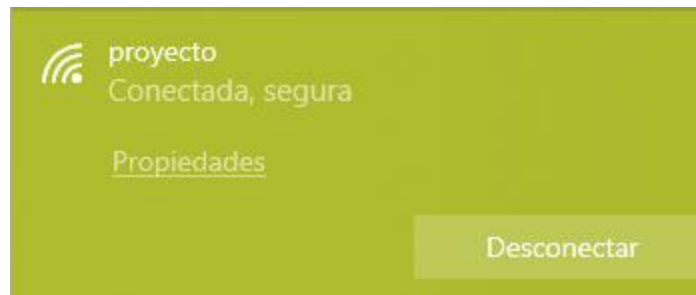 proyecto
Conectada, segura
Propiedades
Desconectar